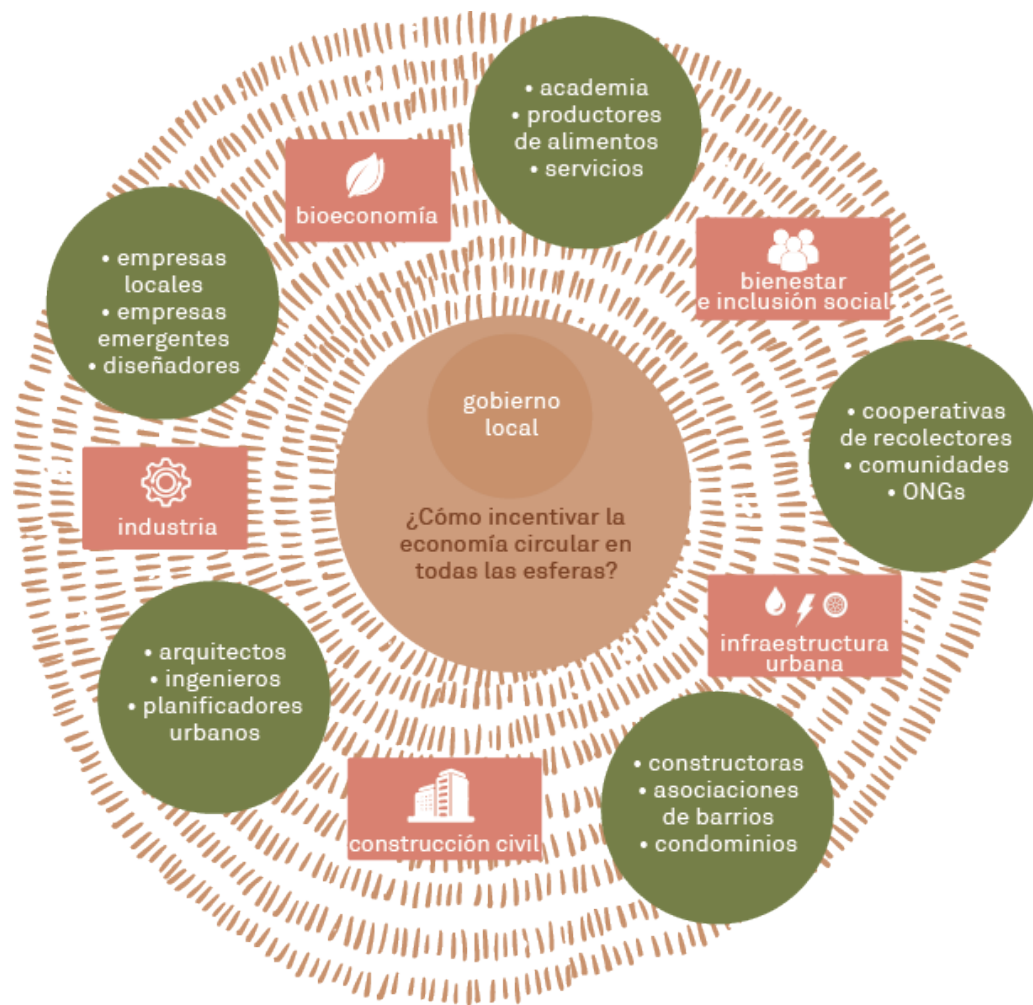 • academia
• productores
de alimentos
• servicios
bioeconomía
bienestar
e inclusión social
• empresas
locales
• empresas
emergentes
• diseñadores
gobierno
local
• cooperativas
de recolectores
• comunidades
• ONGs
industria
¿Cómo incentivar la
economía circular en
todas las esferas?
infraestructura
urbana
• arquitectos
• ingenieros
• planificadores
urbanos
• constructoras
• asociaciones
de barrios
• condominios
construcción civil